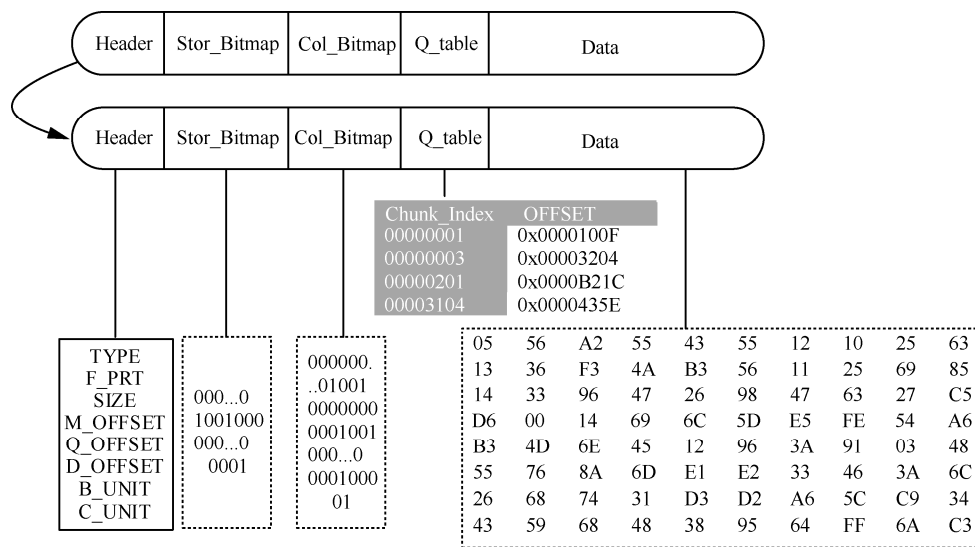 Header Stor_Bitmap Col_Bitmap Q_table Data
Header Stor_Bitmap Col_Bitmap Q_table Data
Chunk_Index OFFSET
00000001 0x0000100F
00000003 0x00003204
00000201 0x0000B21C
00003104 0x0000435E
TYPE
F_PRT
SIZE
M_OFFSET
Q_OFFSET
D_OFFSET
B_UNIT
C_UNIT
000...0
1001000
000...0
0001
000000.
..01001
0000000
0001001
000...0
0001000
01
05 56 A2 55 43 55 12 10 25 63
13 36 F3 4A B3 56 11 25 69 85
14 33 96 47 26 98 47 63 27 C5
D6 00 14 69 6C 5D E5 FE 54 A6
B3 4D 6E 45 12 96 3A 91 03 48
55 76 8A 6D E1 E2 33 46 3A 6C
26 68 74 31 D3 D2 A6 5C C9 34
43 59 68 48 38 95 64 FF 6A C3